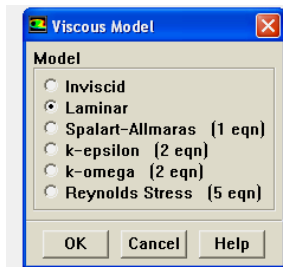 Viscous Model
Model
Inviscid
Laminar
Spalart-Allmaras (1 eqn)
k-epsilon (2 eqn)
k-omega (2 eqn)
Reynolds Stress (5 eqn)
OK Cancel Help